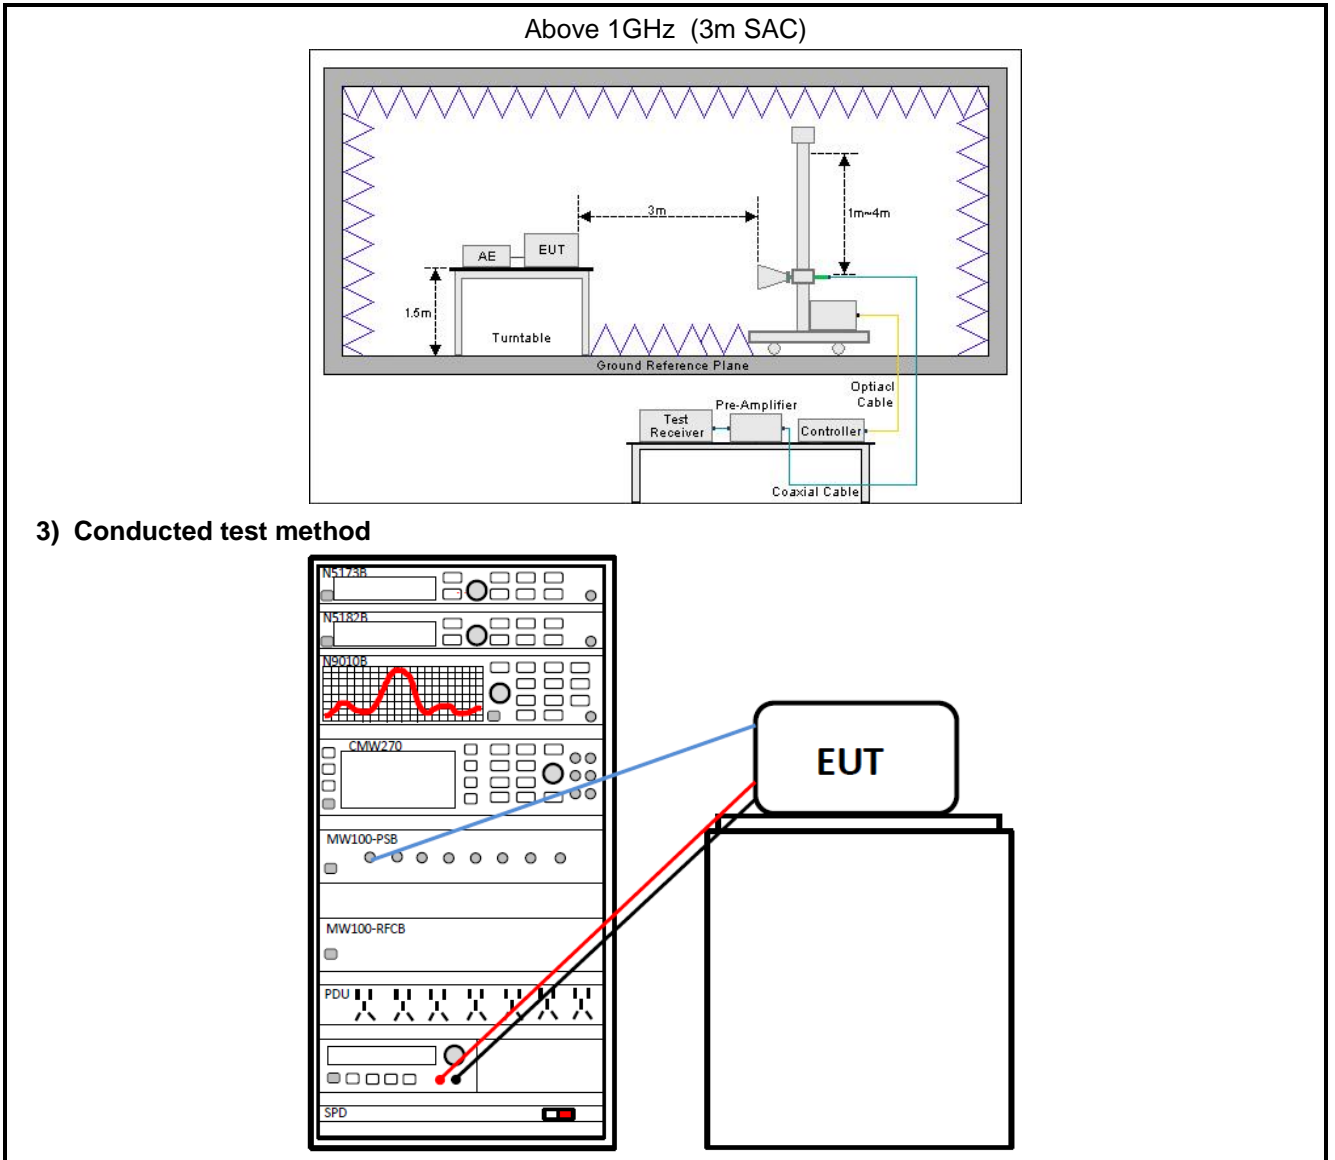 Above 1GHz (3m SAC)
3m
1m~4m
AE
EUT
1.5m
Turntable
Ground Reference Plane
Optiacl
Cable
Pre-Amplifier
Test
Receiver
Controller
Coaxial Cable
3) Conducted test method
N5173B
N5182B
N9010B
CMW270
EUT
MW100-PSB
MW100-RFCB
PDU
SPD